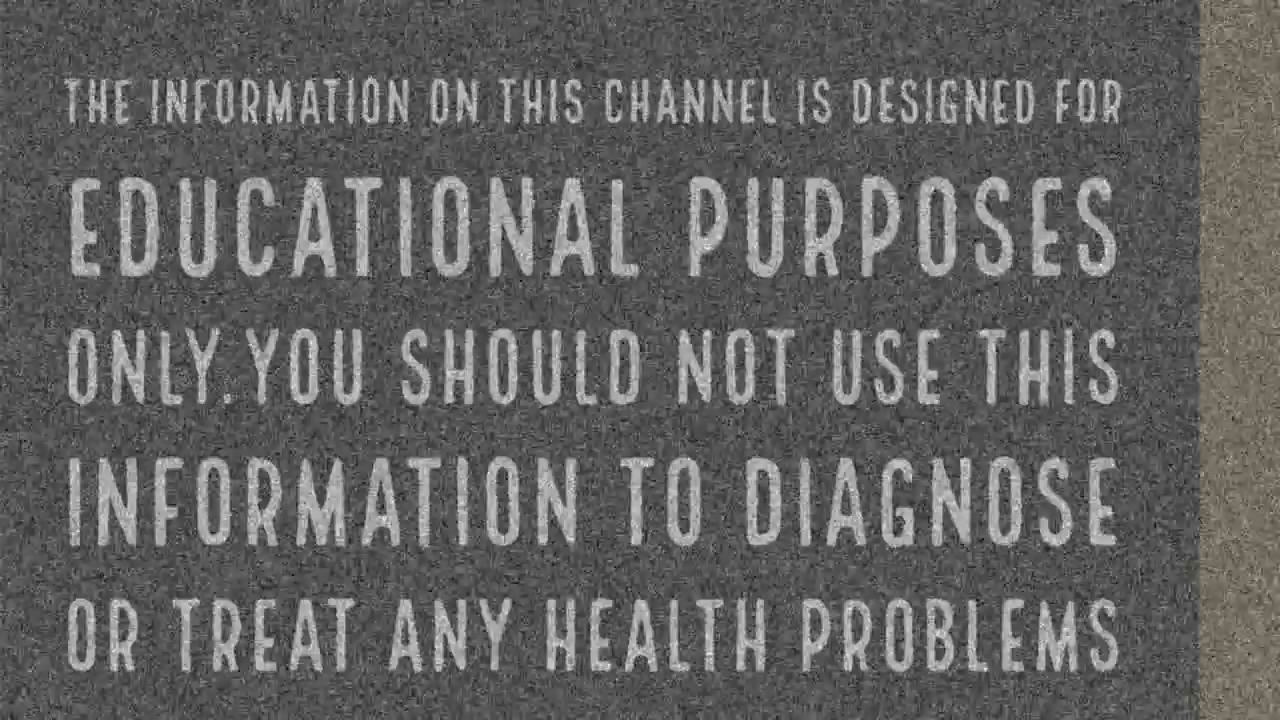 THE INFORMATION ON THIS CHANNEL IS DESIGNED FOR
EDUCATIONAL PURPOSES
ONLY.YOU SHOULD NOT USE THIS
INFORMATION TO DIAGNOSE
OR TREAT ANY HEALTH PROBLEMS